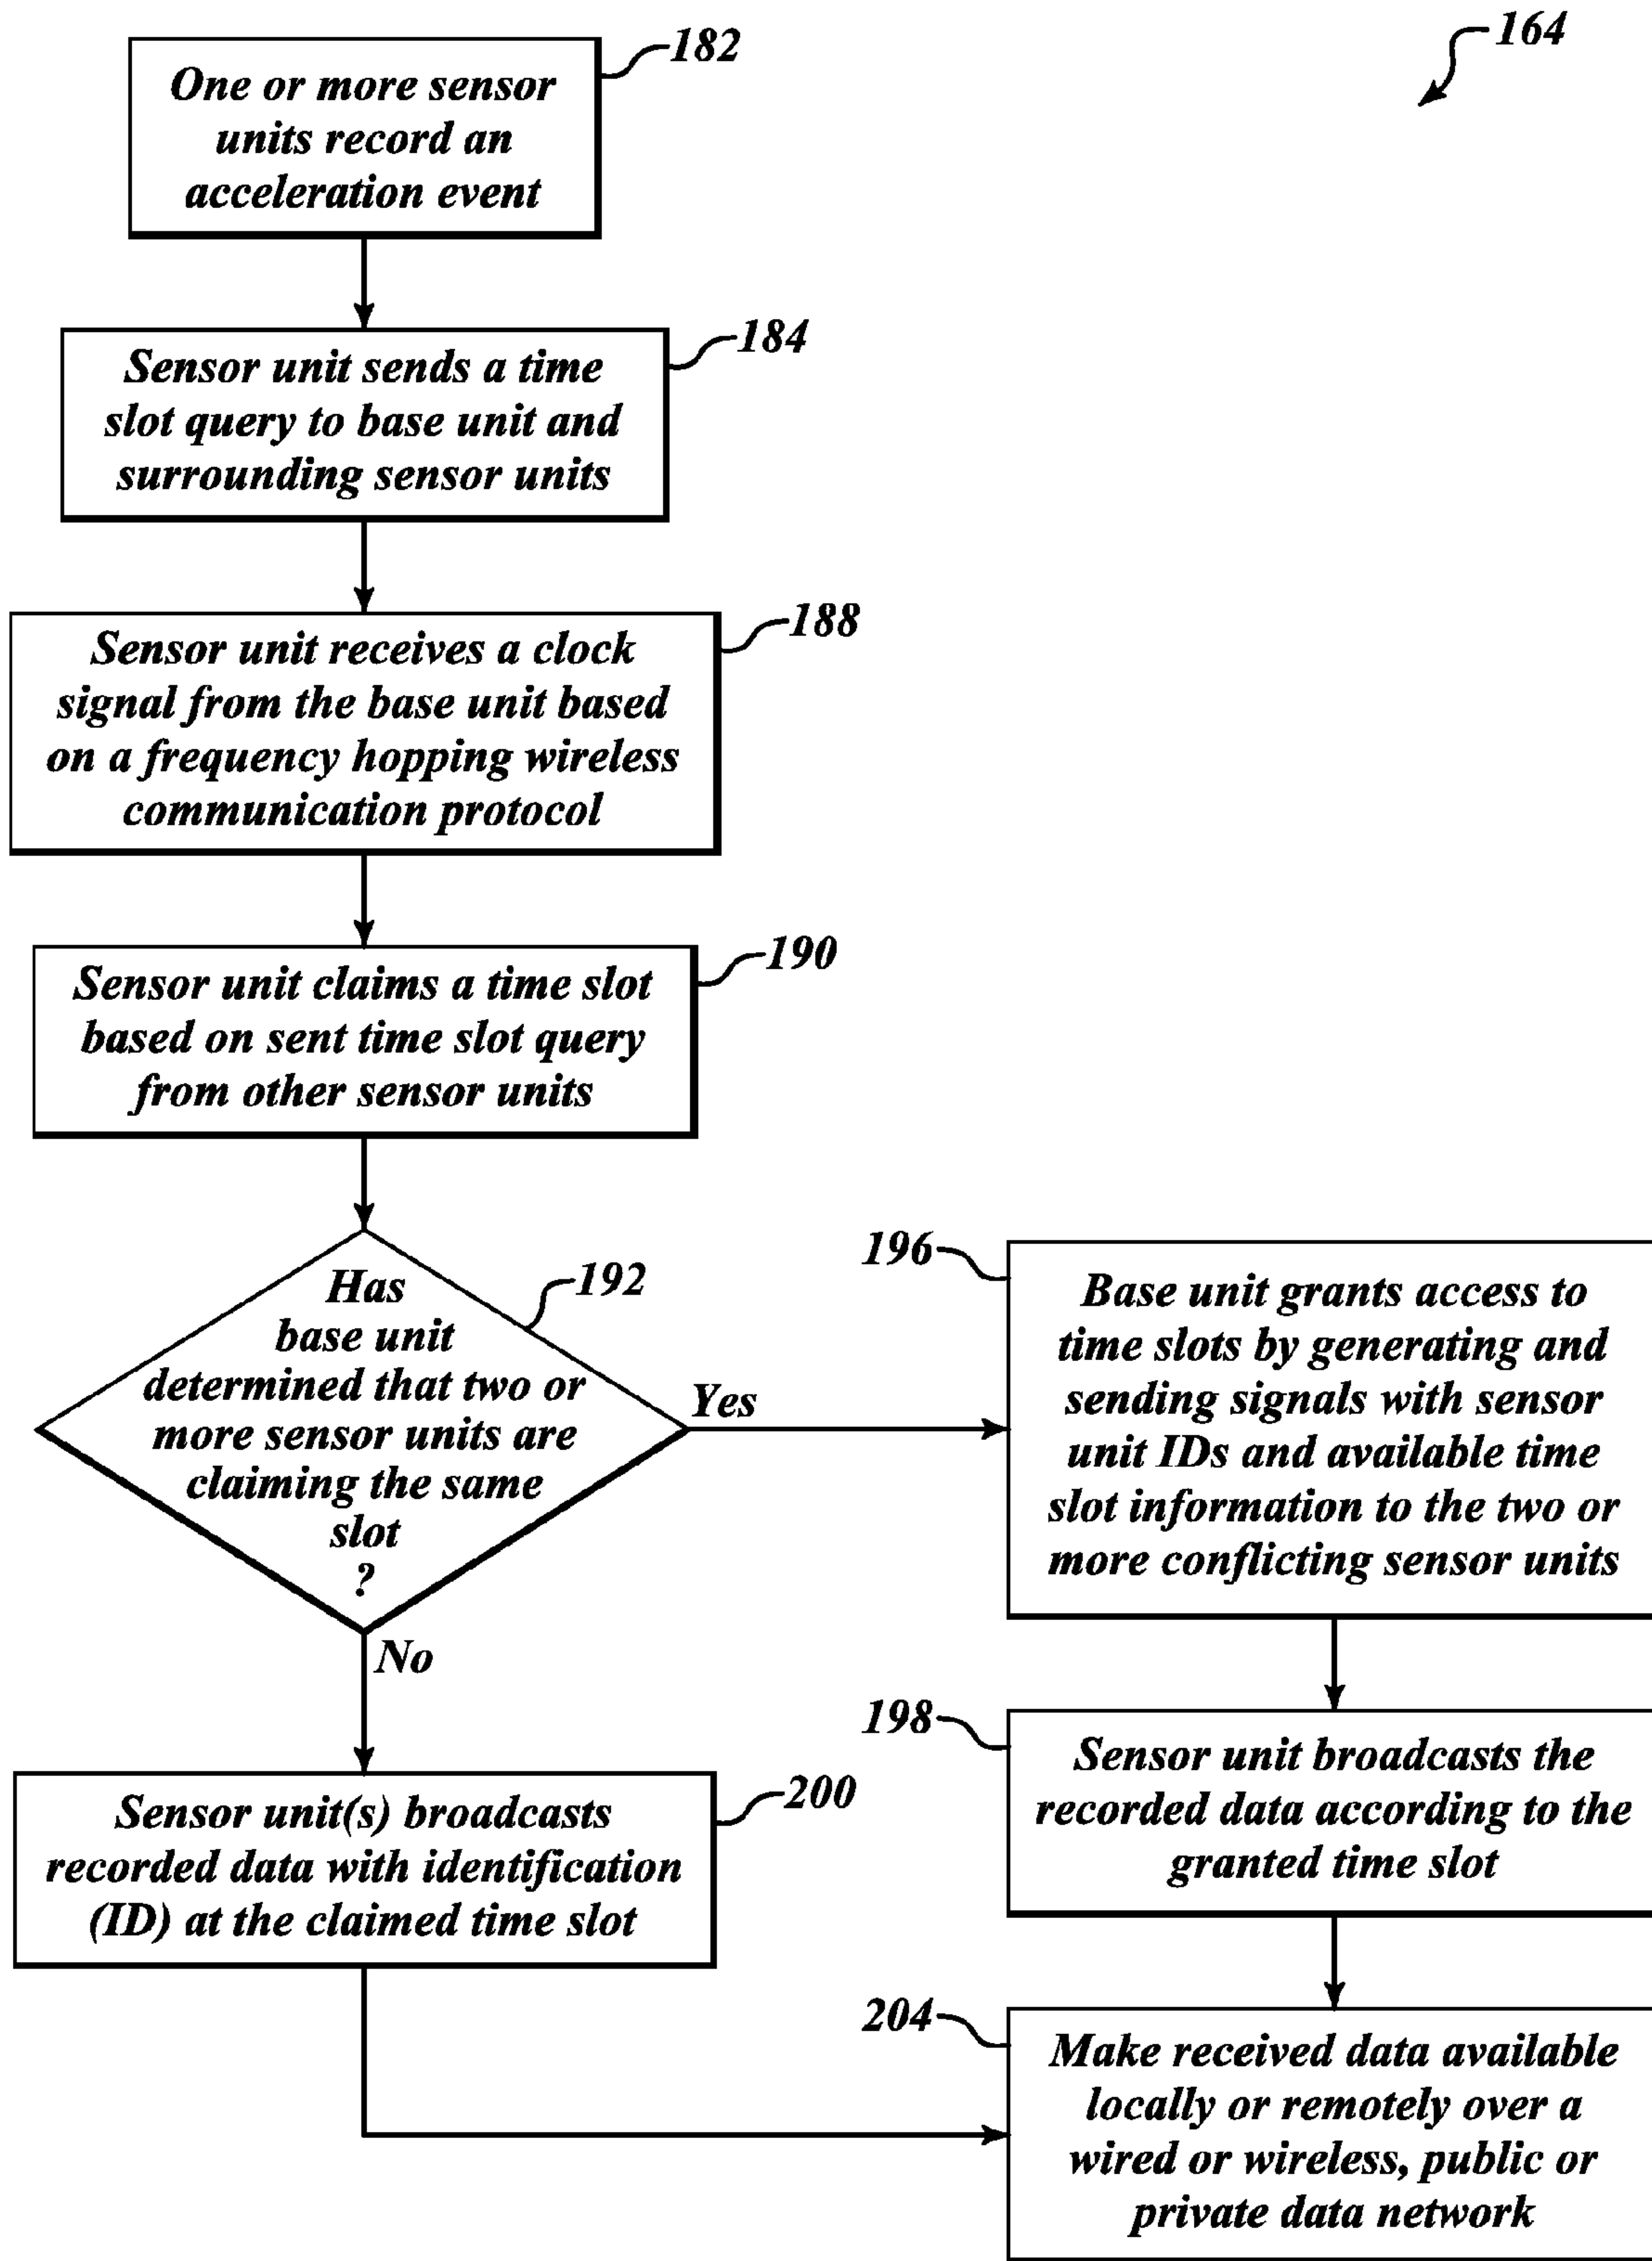 164
182
One or more sensor
units record an
acceleration event
184
Sensor unit sends a time
slot query to base unit and
surrounding sensor units
188
Sensor unit receives a clock
signal from the base unit based
on a frequency hopping wireless
communication protocol
190
Sensor unit claims a time slot
based on sent time slot query
from other sensor units
192
Has
base unit
determined that two or
more sensor units are
claiming the same
slot
?
Yes
No
196
Base unit grants access to
time slots by generating and
sending signals with sensor
unit IDs and available time
slot information to the two or
more conflicting sensor units
198
Sensor unit broadcasts the
recorded data according to the
granted time slot
200
Sensor unit(s) broadcasts
recorded data with identification
(ID) at the claimed time slot
204
Make received data available
locally or remotely over a
wired or wireless, public or
private data network